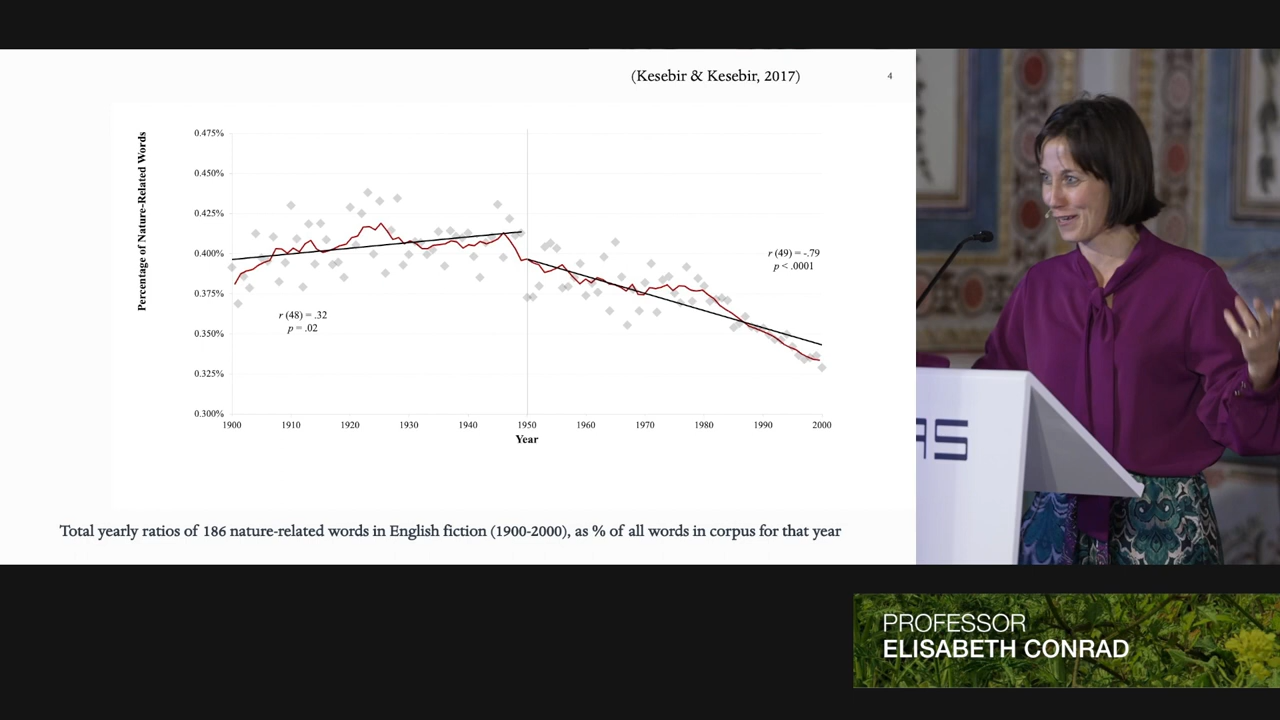 (Kesebir & Kesebir, 2017)
4
Percentage of Nature-Related Words
0.475%
0.450%
0.425%
0.400%
0.375%
0.350%
0.325%
0.300%
r (49) = -.79
p < .0001
r (48) = .32
p = .02
1900 1910 1920 1930 1940 1950 1960 1970 1980 1990 2000
Year
Total yearly ratios of 186 nature-related words in English fiction (1900-2000), as % of all words in corpus for that year
PROFESSOR
ELISABETH CONRAD